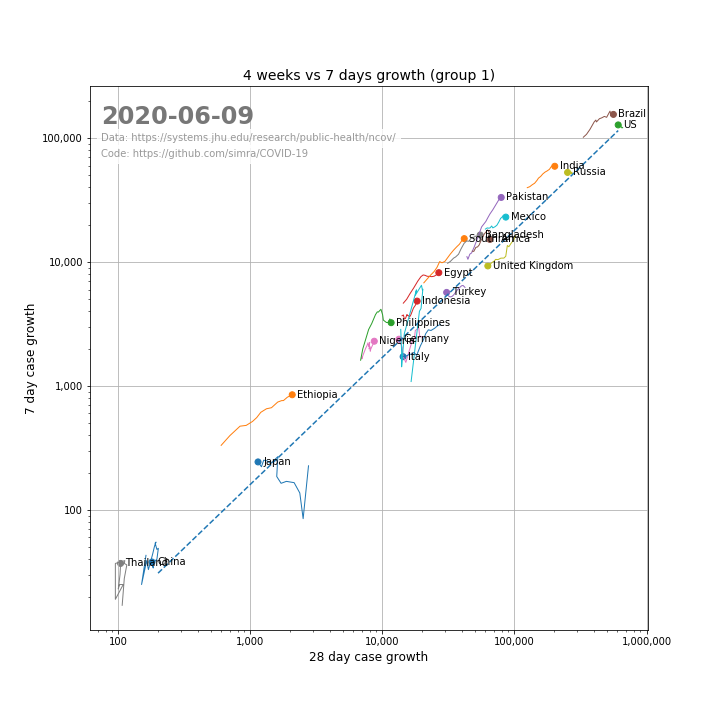 4 weeks vs 7 days growth (group 1)
2020-06-09
Data: https://systems.jhu.edu/research/public-health/ncov/
Code: https://github.com/simra/COVID-19
Brazil
US
India
Russia
Pakistan
Mexico
Bangladesh
South Africa
United Kingdom
Egypt
Turkey
Indonesia
Philippines
Nigeria
Germany
Italy
Ethiopia
Japan
Thailand
China
100,000
10,000
1,000
100
7 day case growth
100
1,000
10,000
100,000
1,000,000
28 day case growth